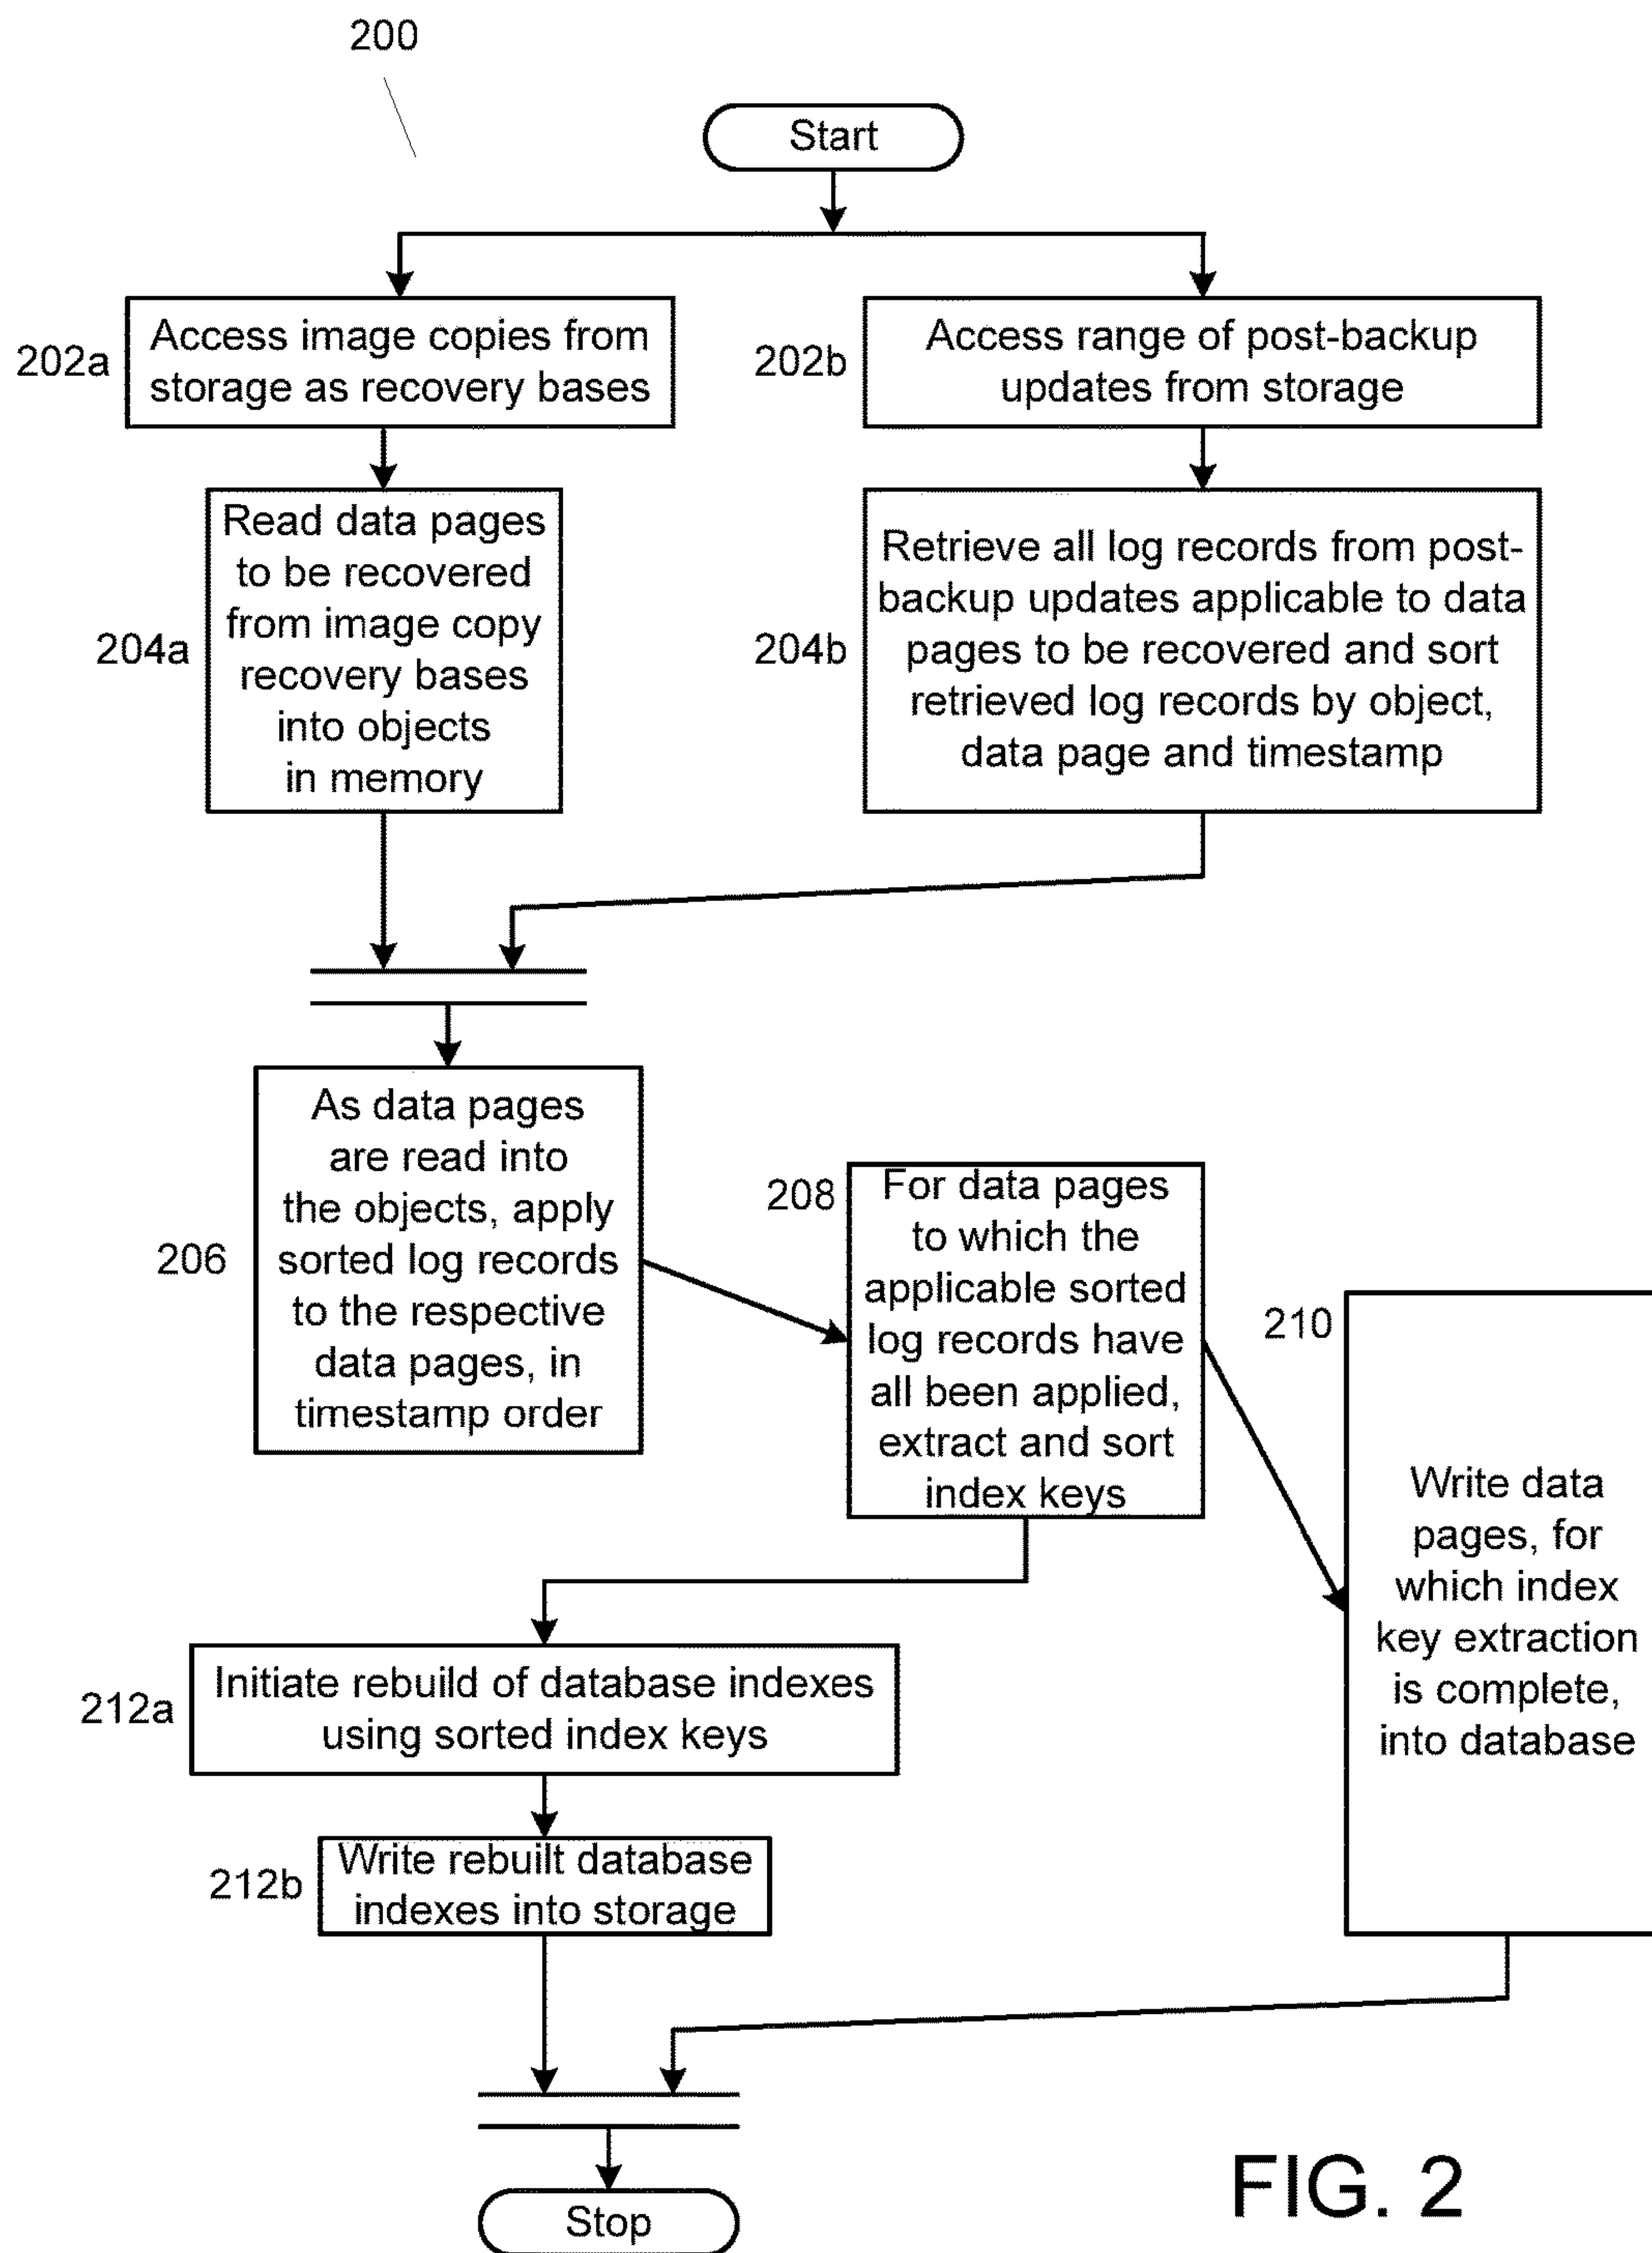 200
Start
202a
Access image copies from
storage as recovery bases
202b
Access range of post-backup
updates from storage
204a
Read data pages
to be recovered
from image copy
recovery bases
into objects
in memory
204b
Retrieve all log records from post-
backup updates applicable to data
pages to be recovered and sort
retrieved log records by object,
data page and timestamp
206
As data pages
are read into
the objects, apply
sorted log records
to the respective
data pages, in
timestamp order
208
For data pages
to which the
applicable sorted
log records have
all been applied,
extract and sort
index keys
210
Write data
pages, for
which index
key extraction
is complete,
into database
212a
Initiate rebuild of database indexes
using sorted index keys
212b
Write rebuilt database
indexes into storage
Stop
FIG. 2